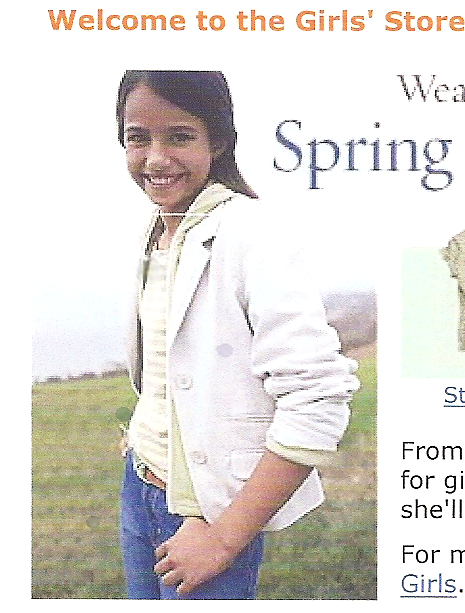 Welcome to the Girls' Store
Wea
Spring
St
From
for gi
she'll
For m
Girls.